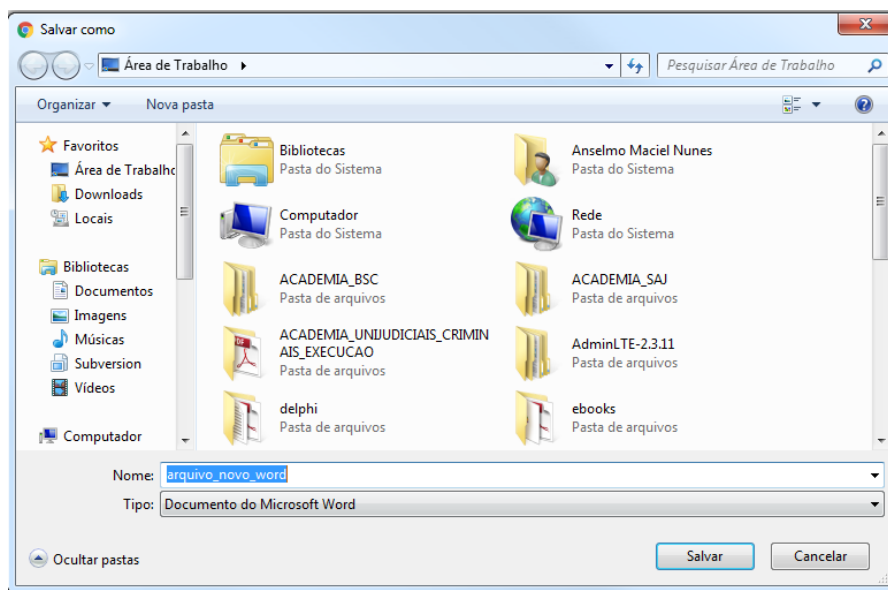 Salvar como
Área de Trabalho
Pesquisar Área de Trabalho
Organizar
Nova pasta
Favoritos
Área de Trabalhc
Downloads
Locais
Bibliotecas
Documentos
Imagens
Músicas
Subversion
Vídeos
Computador
Bibliotecas
Pasta do Sistema
Anselmo Maciel Nunes
Pasta do Sistema
Computador
Pasta do Sistema
Rede
Pasta do Sistema
ACADEMIA_BSC
Pasta de arquivos
ACADEMIA_SAJ
Pasta de arquivos
ACADEMIA_UNIJUDICIAIS_CRIMIN
AIS_EXECUCAO
Pasta de arquivos
AdminLTE-2.3.11
Pasta de arquivos
delphi
Pasta de arquivos
ebooks
Pasta de arquivos
Nome: arquivo_novo_word
Tipo: Documento do Microsoft Word
Ocultar pastas
Salvar
Cancelar